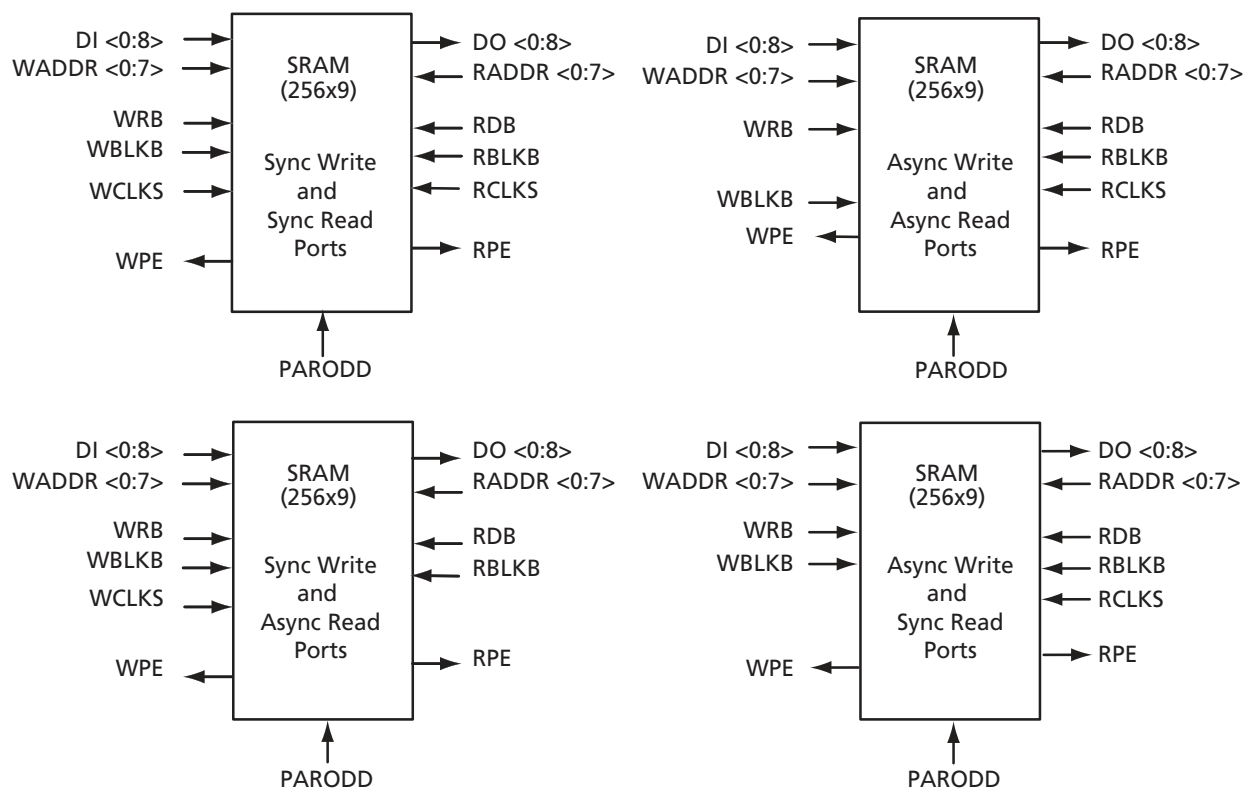 DI <0:8>
WADDR <0:7>
WRB
WBLKB
WCLKS
WPE
SRAM
(256x9)
Sync Write
and
Sync Read
Ports
DO <0:8>
RADDR <0:7>
RDB
RBLKB
RCLKS
RPE
PARODD
DI <0:8>
WADDR <0:7>
WRB
WBLKB
WPE
SRAM
(256x9)
Async Write
and
Async Read
Ports
DO <0:8>
RADDR <0:7>
RDB
RBLKB
RCLKS
RPE
PARODD
DI <0:8>
WADDR <0:7>
WRB
WBLKB
WCLKS
WPE
SRAM
(256x9)
Sync Write
and
Async Read
Ports
DO <0:8>
RADDR <0:7>
RDB
RBLKB
RPE
PARODD
DI <0:8>
WADDR <0:7>
WRB
WBLKB
WPE
SRAM
(256x9)
Async Write
and
Sync Read
Ports
DO <0:8>
RADDR <0:7>
RDB
RBLKB
RCLKS
RPE
PARODD